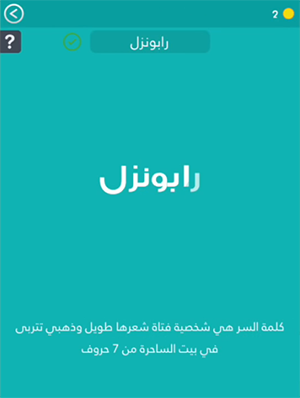 2
?
رابونزل
رابونزل
كلمة السر هي شخصية فتاة شعرها طويل وذهبي تتربى
في بيت الساحرة من 7 حروف